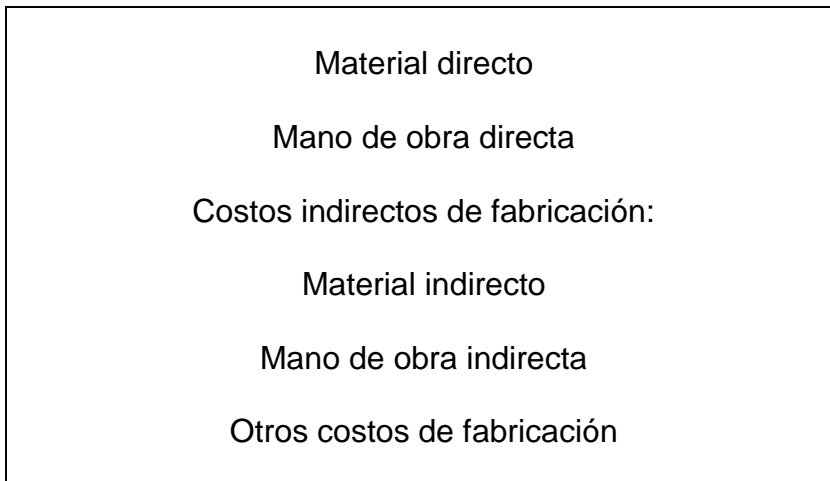 Material directo
Mano de obra directa
Costos indirectos de fabricación:
Material indirecto
Mano de obra indirecta
Otros costos de fabricación